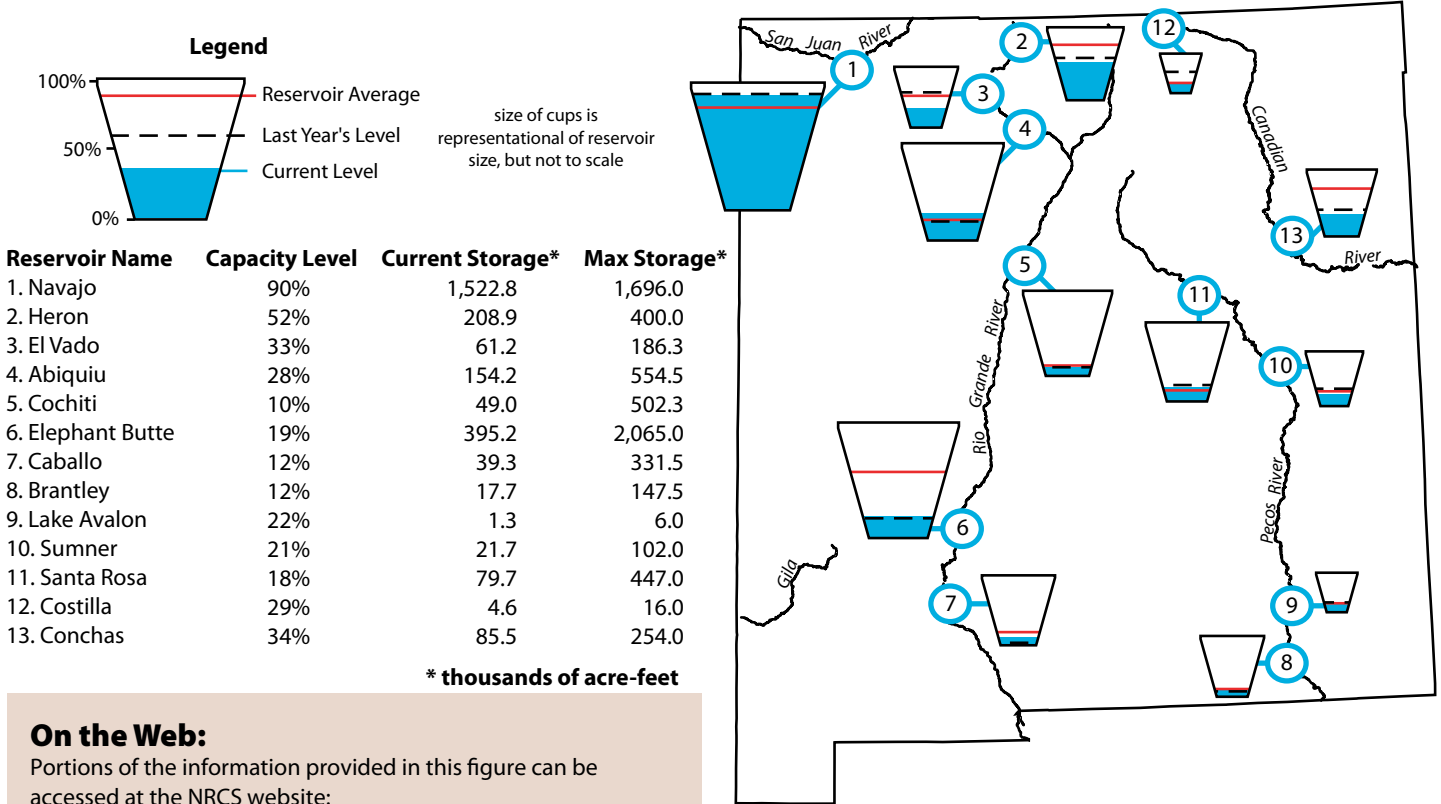 Legend
100%
50%
0%
Reservoir Average
Last Year's Level
Current Level
size of cups is
representational of reservoir
size, but not to scale
Reservoir Name Capacity Level Current Storage* Max Storage*
1. Navajo 90% 1,522.8 1,696.0
2. Heron 52% 208.9 400.0
3. El Vado 33% 61.2 186.3
4. Abiquiu 28% 154.2 554.5
5. Cochiti 10% 49.0 502.3
6. Elephant Butte 19% 395.2 2,065.0
7. Caballo 12% 39.3 331.5
8. Brantley 12% 17.7 147.5
9. Lake Avalon 22% 1.3 6.0
10. Sumner 21% 21.7 102.0
11. Santa Rosa 18% 79.7 447.0
12. Costilla 29% 4.6 16.0
13. Conchas 34% 85.5 254.0
* thousands of acre-feet
On the Web:
Portions of the information provided in this figure can be
accessed at the NRCS website:
San Juan River
1
2
3
4
12
Canadian
13
River
5
11
10
Rio Grande River
Pecos River
6
Gila
7
9
8